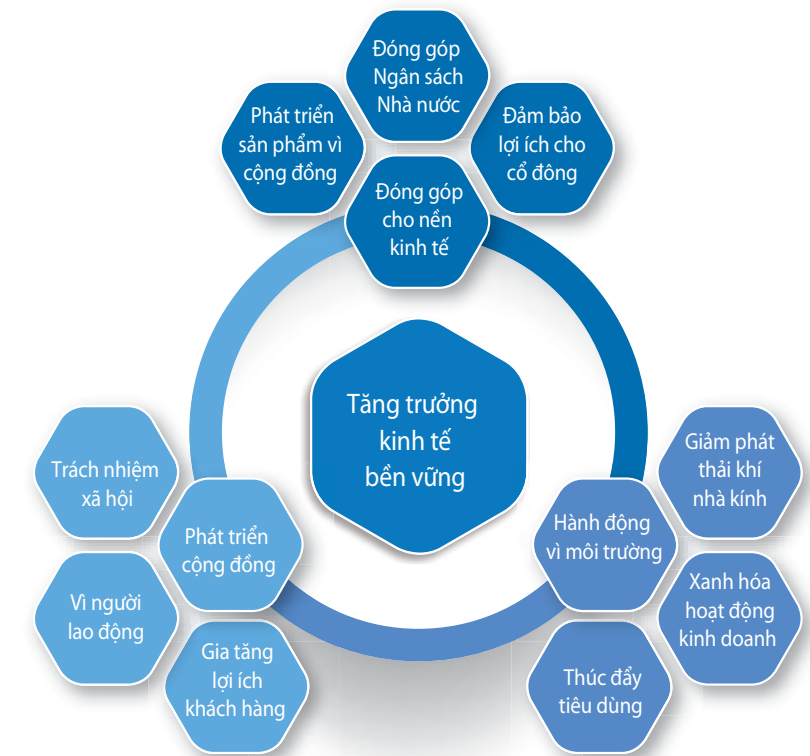 Đóng góp
Ngân sách
Nhà nước
Phát triển
sản phẩm vì
cộng đồng
Đảm bảo
lợi ích cho
cổ đông
Đóng góp
cho nền
kinh tế
Tăng trưởng
kinh tế
bền vững
Trách nhiệm
xã hội
Phát triển
cộng đồng
Vì người
lao động
Gia tăng
lợi ích
khách hàng
Giảm phát
thải khí
nhà kính
Hành động
vì môi trường
Xanh hóa
hoạt động
kinh doanh
Thúc đẩy
tiêu dùng